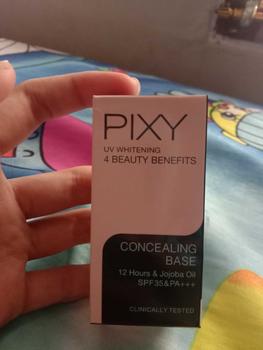 PIXY
UV WHITENING
4 BEAUTY BENEFITS
CONCEALING
BASE
12 Hours & Jojoba Oil
SPF35&PA+++
CLINICALLY TESTED